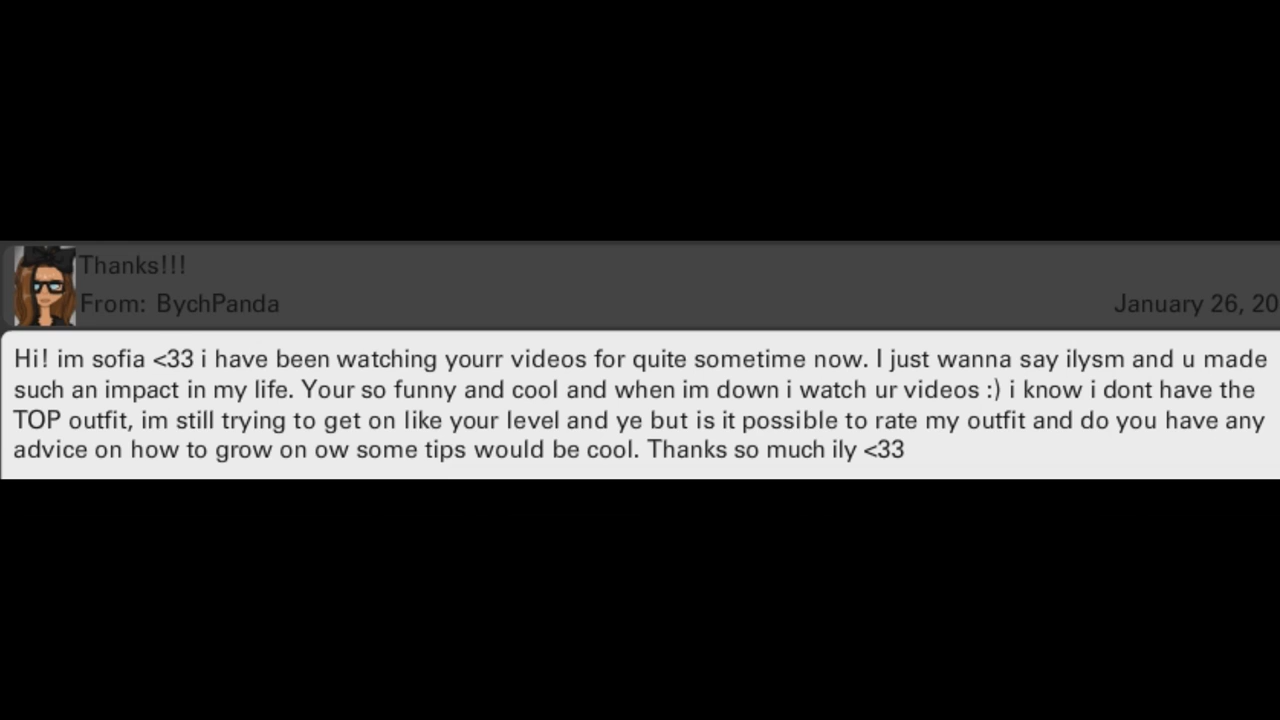 Thanks!!!
From: BychPanda
January 26, 20
Hi! im sofia <33 i have been watching yourr videos for quite sometime now. I just wanna say ilysm and u made
such an impact in my life. Your so funny and cool and when im down i watch ur videos :) i know i dont have the
TOP outfit, im still trying to get on like your level and ye but is it possible to rate my outfit and do you have any
advice on how to grow on ow some tips would be cool. Thanks so much ily <33